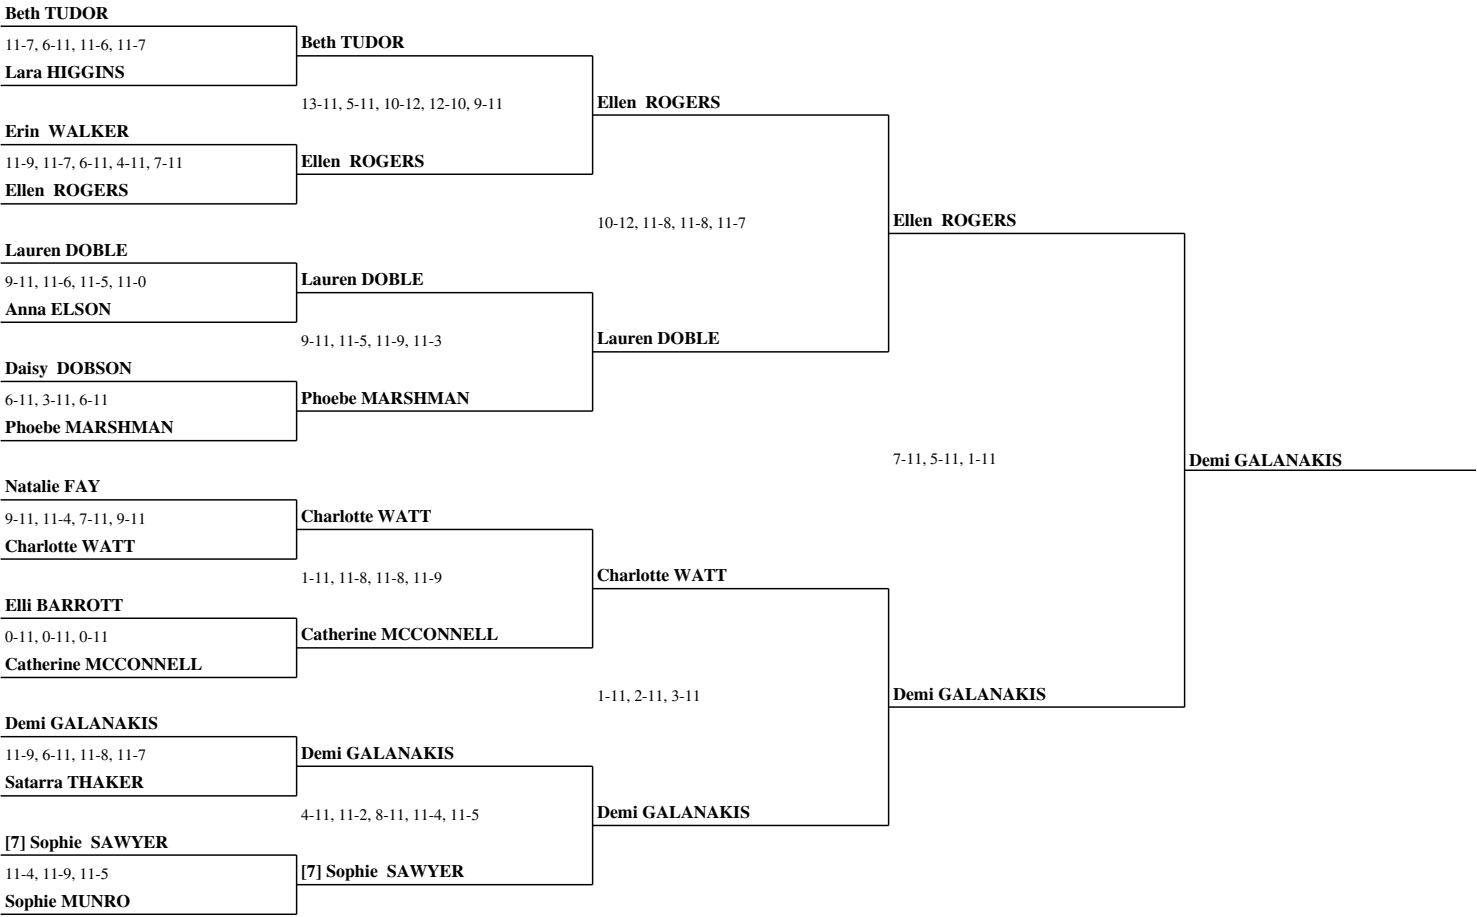 Beth TUDOR
11-7, 6-11, 11-6, 11-7
Lara HIGGINS
Erin  WALKER
11-9, 11-7, 6-11, 4-11, 7-11
Ellen  ROGERS
Lauren DOBLE
9-11, 11-6, 11-5, 11-0
Anna ELSON
Daisy  DOBSON
6-11, 3-11, 6-11
Phoebe MARSHMAN
Natalie FAY
9-11, 11-4, 7-11, 9-11
Charlotte WATT
Elli BARROTT
0-11, 0-11, 0-11
Catherine MCCONNELL
Demi GALANAKIS
11-9, 6-11, 11-8, 11-7
Satarra THAKER
[7] Sophie  SAWYER
11-4, 11-9, 11-5
Sophie MUNRO
Beth TUDOR
13-11, 5-11, 10-12, 12-10, 9-11
Ellen  ROGERS
Lauren DOBLE
9-11, 11-5, 11-9, 11-3
Phoebe MARSHMAN
Charlotte WATT
1-11, 11-8, 11-8, 11-9
Catherine MCCONNELL
Demi GALANAKIS
4-11, 11-2, 8-11, 11-4, 11-5
[7] Sophie  SAWYER
Ellen  ROGERS
10-12, 11-8, 11-8, 11-7
Lauren DOBLE
Charlotte WATT
1-11, 2-11, 3-11
Demi GALANAKIS
Ellen  ROGERS
7-11, 5-11, 1-11
Demi GALANAKIS
Demi GALANAKIS